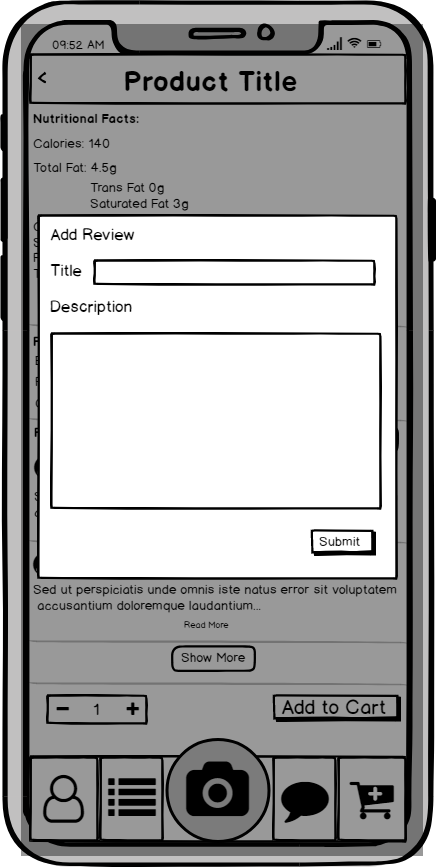 09:52 AM
Product Title
Nutritional Facts:
Calories: 140
Total Fat: 4.5g
Trans Fat 0g
Saturated Fat 3g
Add Review
Title
Description
Submit
Sed ut perspiciatis unde omnis iste natus error sit voluptatem
accusantium doloremque laudantium...
Read More
Show More
1
Add to Cart